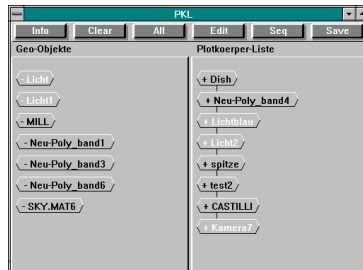 PKL
Info Clear All Edit Seq Save
Geo-Objekte
- Licht
- Licht1
- MILL
- Neu-Poly_band1
- Neu-Poly_band3
- Neu-Poly_band6
- SKY.MAT6
Plotkoerper-Liste
+ Dish
+ Neu-Poly_band4
+ Lichtblau
+ Licht2
+ spitze
+ test2
+ CASTILLI
+ Kamera7